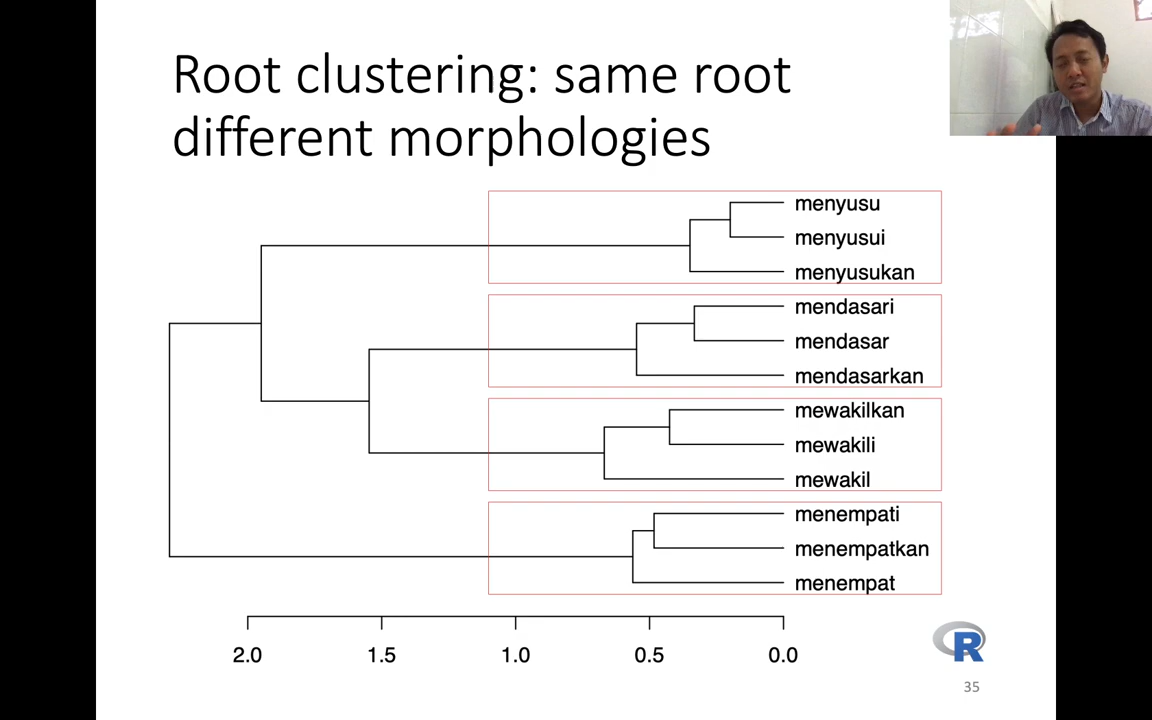 Root clustering: same root
different morphologies
menyusu
menyusui
menyusukan
mendasari
mendasar
mendasarkan
mewakilkan
mewakili
mewakil
menempati
menempatkan
menempat
2.0 1.5 1.0 0.5 0.0
R
35